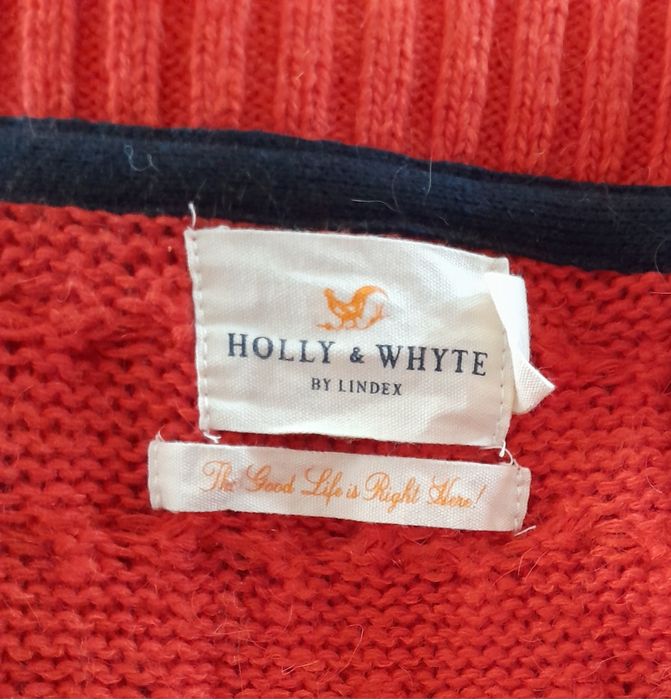 HOLLY & WHYTE
BY LINDEX
The Good Life is Right Here!